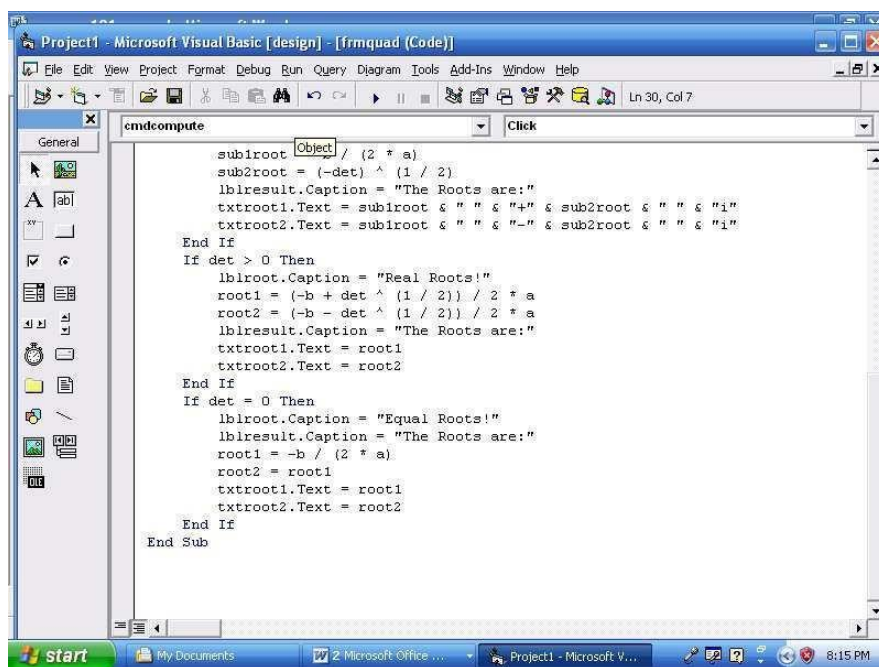 Project1 - Microsoft Visual Basic [design] - [frmquad (Code)]
File Edit View Project Format Debug Run Query Diagram Tools Add-Ins Window Help
Ln 30, Col 7
General
cmdcompute
Click
Object
sub1root / (2 * a)
sub2root = (-det) ^ (1 / 2)
lblresult.Caption = "The Roots are:"
txtroot1.Text = sub1root & " " & "+" & sub2root & " " & "i"
txtroot2.Text = sub1root & " " & "-" & sub2root & " " & "i"
End If
If det > 0 Then
lblroot.Caption = "Real Roots!"
root1 = (-b + det ^ (1 / 2)) / 2 * a
root2 = (-b - det ^ (1 / 2)) / 2 * a
lblresult.Caption = "The Roots are:"
txtroot1.Text = root1
txtroot2.Text = root2
End If
If det = 0 Then
lblroot.Caption = "Equal Roots!"
lblresult.Caption = "The Roots are:"
root1 = -b / (2 * a)
root2 = root1
txtroot1.Text = root1
txtroot2.Text = root2
End If
End Sub
A
ab
XY
OLE
start
My Documents
2 Microsoft Office ...
Project1 - Microsoft V...
8:15 PM